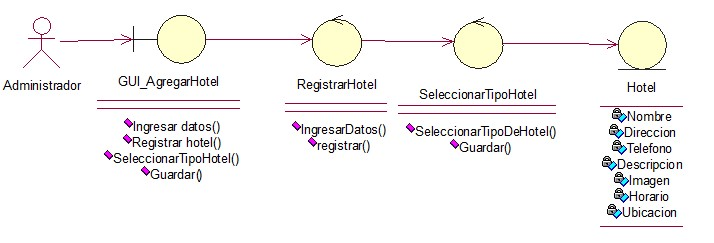 Administrador
GUI_AgregarHotel
Ingresar datos()
Registrar hotel()
SeleccionarTipoHotel()
Guardar()
RegistrarHotel
IngresarDatos()
registrar()
SeleccionarTipoHotel
SeleccionarTipoDeHotel()
Guardar()
Hotel
Nombre
Direccion
Telefono
Descripcion
Imagen
Horario
Ubicacion